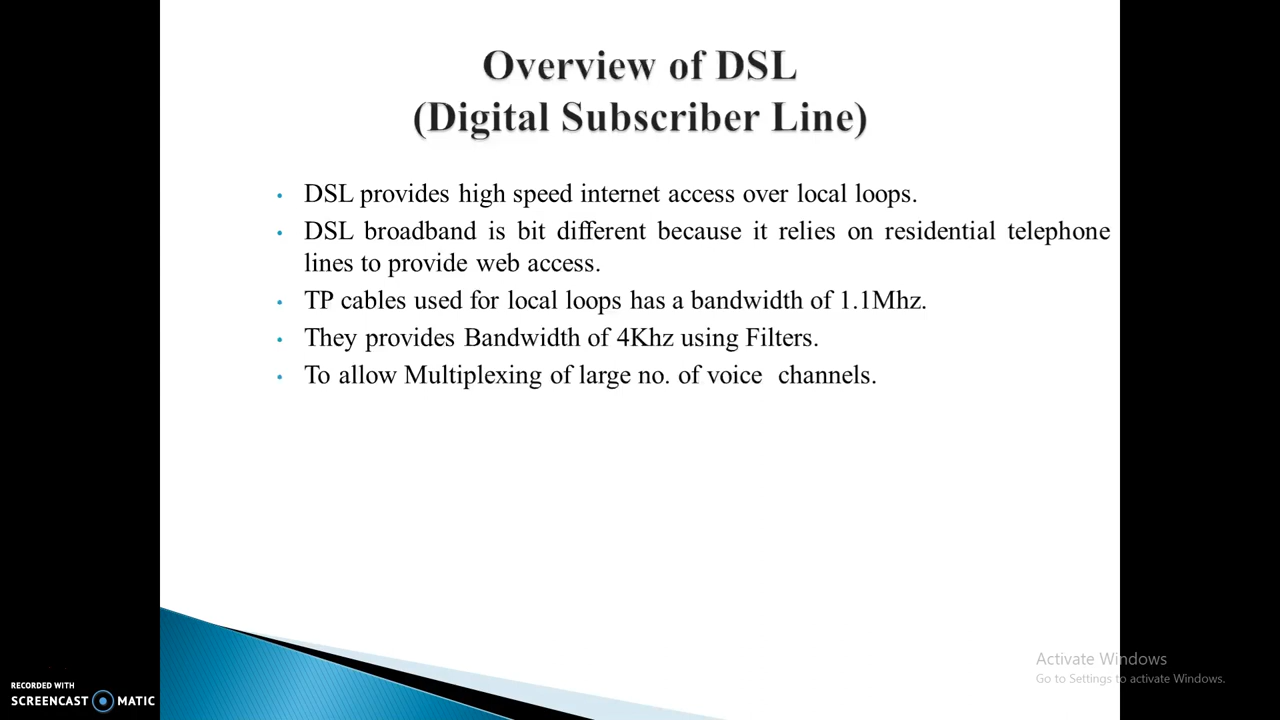 Overview of DSL
(Digital Subscriber Line)
• DSL provides high speed internet access over local loops.
• DSL broadband is bit different because it relies on residential telephone
lines to provide web access.
• TP cables used for local loops has a bandwidth of 1.1Mhz.
• They provides Bandwidth of 4Khz using Filters.
• To allow Multiplexing of large no. of voice channels.
Activate Windows
Go to Settings to activate Windows.
RECORDED WITH
SCREENCAST MATIC